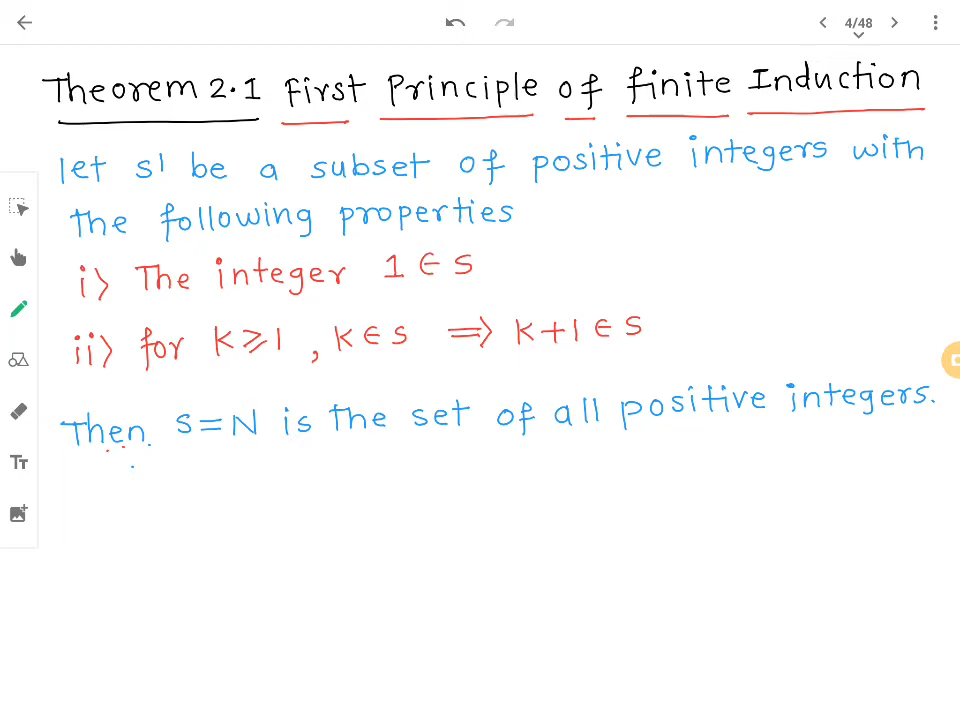 4/48
Theorem 2.1 First Principle of finite Induction
let s' be a subset of positive integers with
the following properties
i) The integer 1 ∈ s
ii) for k ⩾ 1 , k ∈ s ⟹ k+1 ∈ s
Then. s = N is the set of all positive integers.
TT